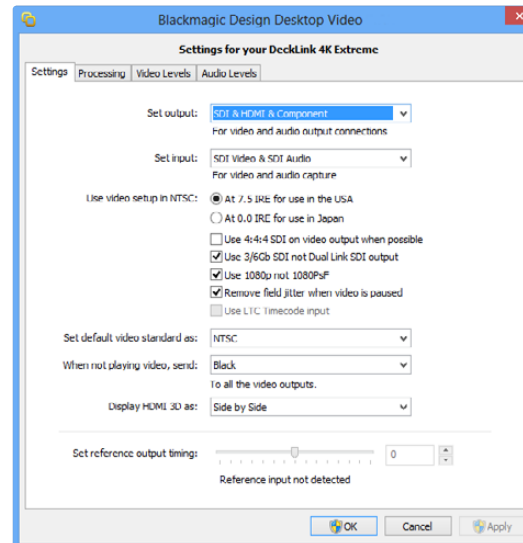 Blackmagic Design Desktop Video
Settings for your DeckLink 4K Extreme
Settings Processing Video Levels Audio Levels
Set output: SDI & HDMI & Component
For video and audio output connections
Set input: SDI Video & SDI Audio
For video and audio capture
Use video setup in NTSC: At 7.5 IRE for use in the USA
At 0.0 IRE for use in Japan
Use 4:4:4 SDI on video output when possible
Use 3/6Gb SDI not Dual Link SDI output
Use 1080p not 1080PsF
Remove field jitter when video is paused
Use LTC Timecode input
Set default video standard as: NTSC
When not playing video, send: Black
To all the video outputs.
Display HDMI 3D as: Side by Side
Set reference output timing: 0
Reference input not detected
OK Cancel Apply